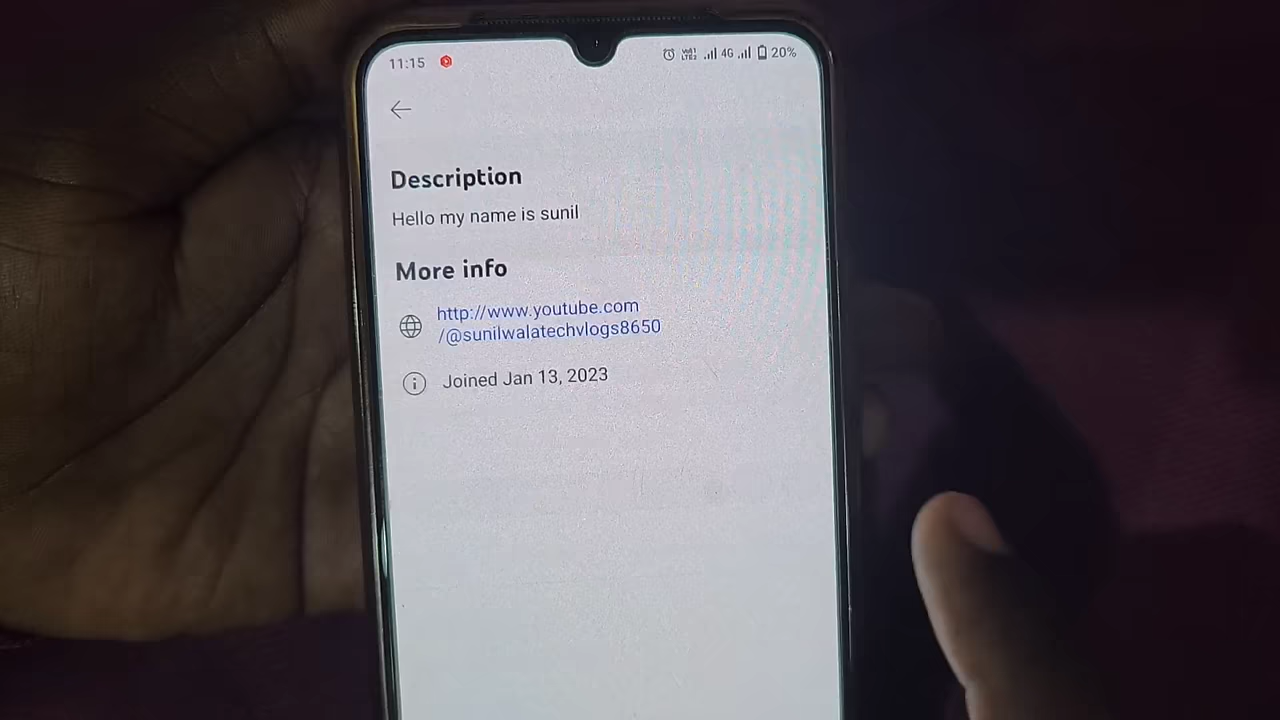 11:15 4G 20%
Description
Hello my name is sunil
More info
http://www.youtube.com
/@sunilwalatechvlogs8650
Joined Jan 13, 2023